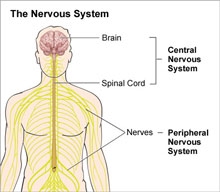 The Nervous System
Brain
Central
Nervous
System
Spinal Cord
Nerves
Peripheral
Nervous
System